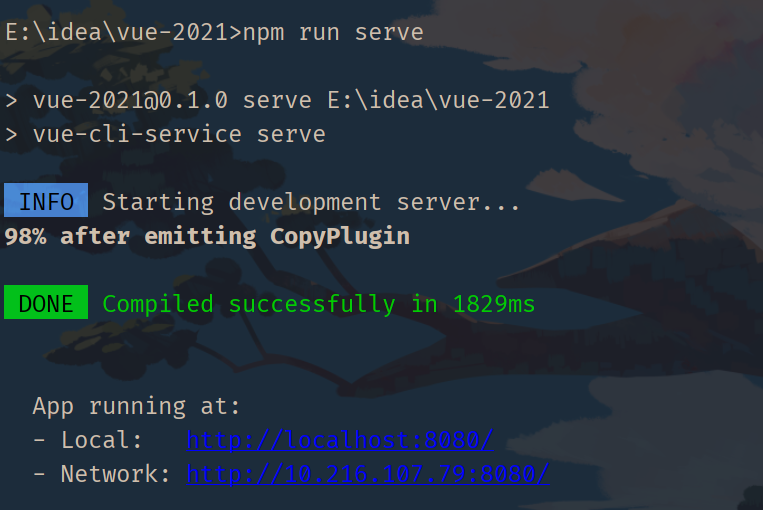 E:\idea\vue-2021>npm run serve
> vue-2021@0.1.0 serve E:\idea\vue-2021
> vue-cli-service serve
INFO Starting development server...
98% after emitting CopyPlugin
DONE Compiled successfully in 1829ms
App running at:
- Local: http://localhost:8080/
- Network: http://10.216.107.79:8080/